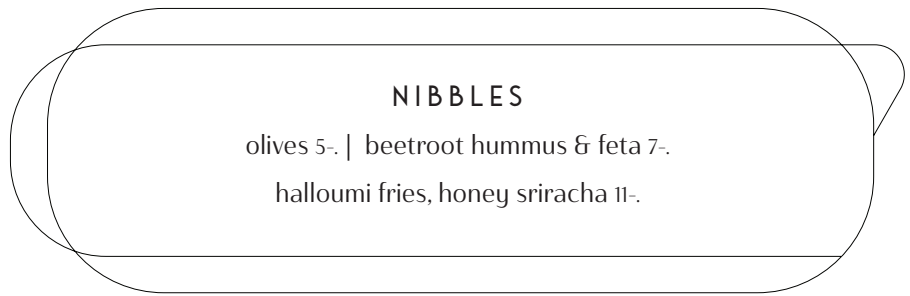 NIBBLES
olives 5-. | beetroot hummus & feta 7-.
halloumi fries, honey sriracha 11-.